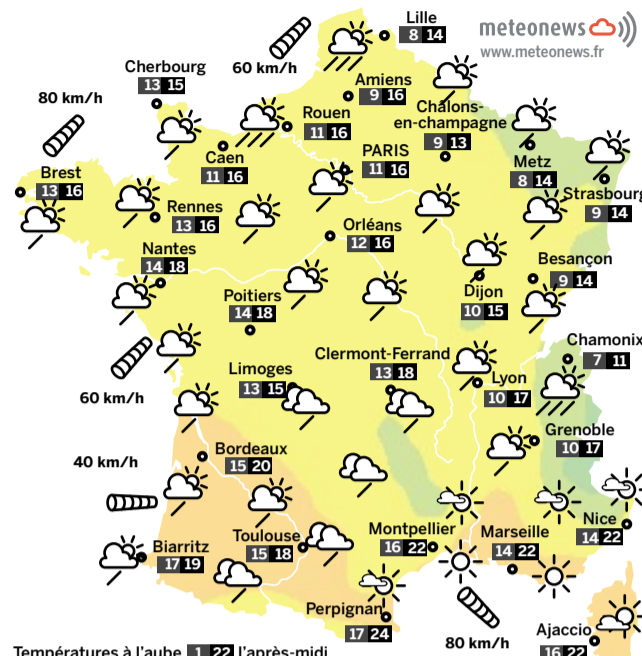 meteonews
www.meteonews.fr
Lille
8 14
60 km/h
Cherbourg
13 15
Amiens
9 16
80 km/h
Rouen
11 16
Châlons-
en-champagne
9 13
Caen
11 16
PARIS
11 16
Metz
8 14
Brest
13 16
Strasbourg
9 14
Rennes
13 16
Orléans
12 16
Nantes
14 18
Besançon
9 14
Dijon
10 15
Poitiers
14 18
Chamonix
7 11
Clermont-Ferrand
13 18
Limoges
13 15
Lyon
10 17
60 km/h
Grenoble
10 17
Bordeaux
15 20
40 km/h
Nice
14 22
Toulouse
15 18
Montpellier
16 22
Marseille
14 22
Biarritz
17 19
Perpignan
17 24
80 km/h
Ajaccio
16 22
Températures à l'aube 1 22 l'après-midi